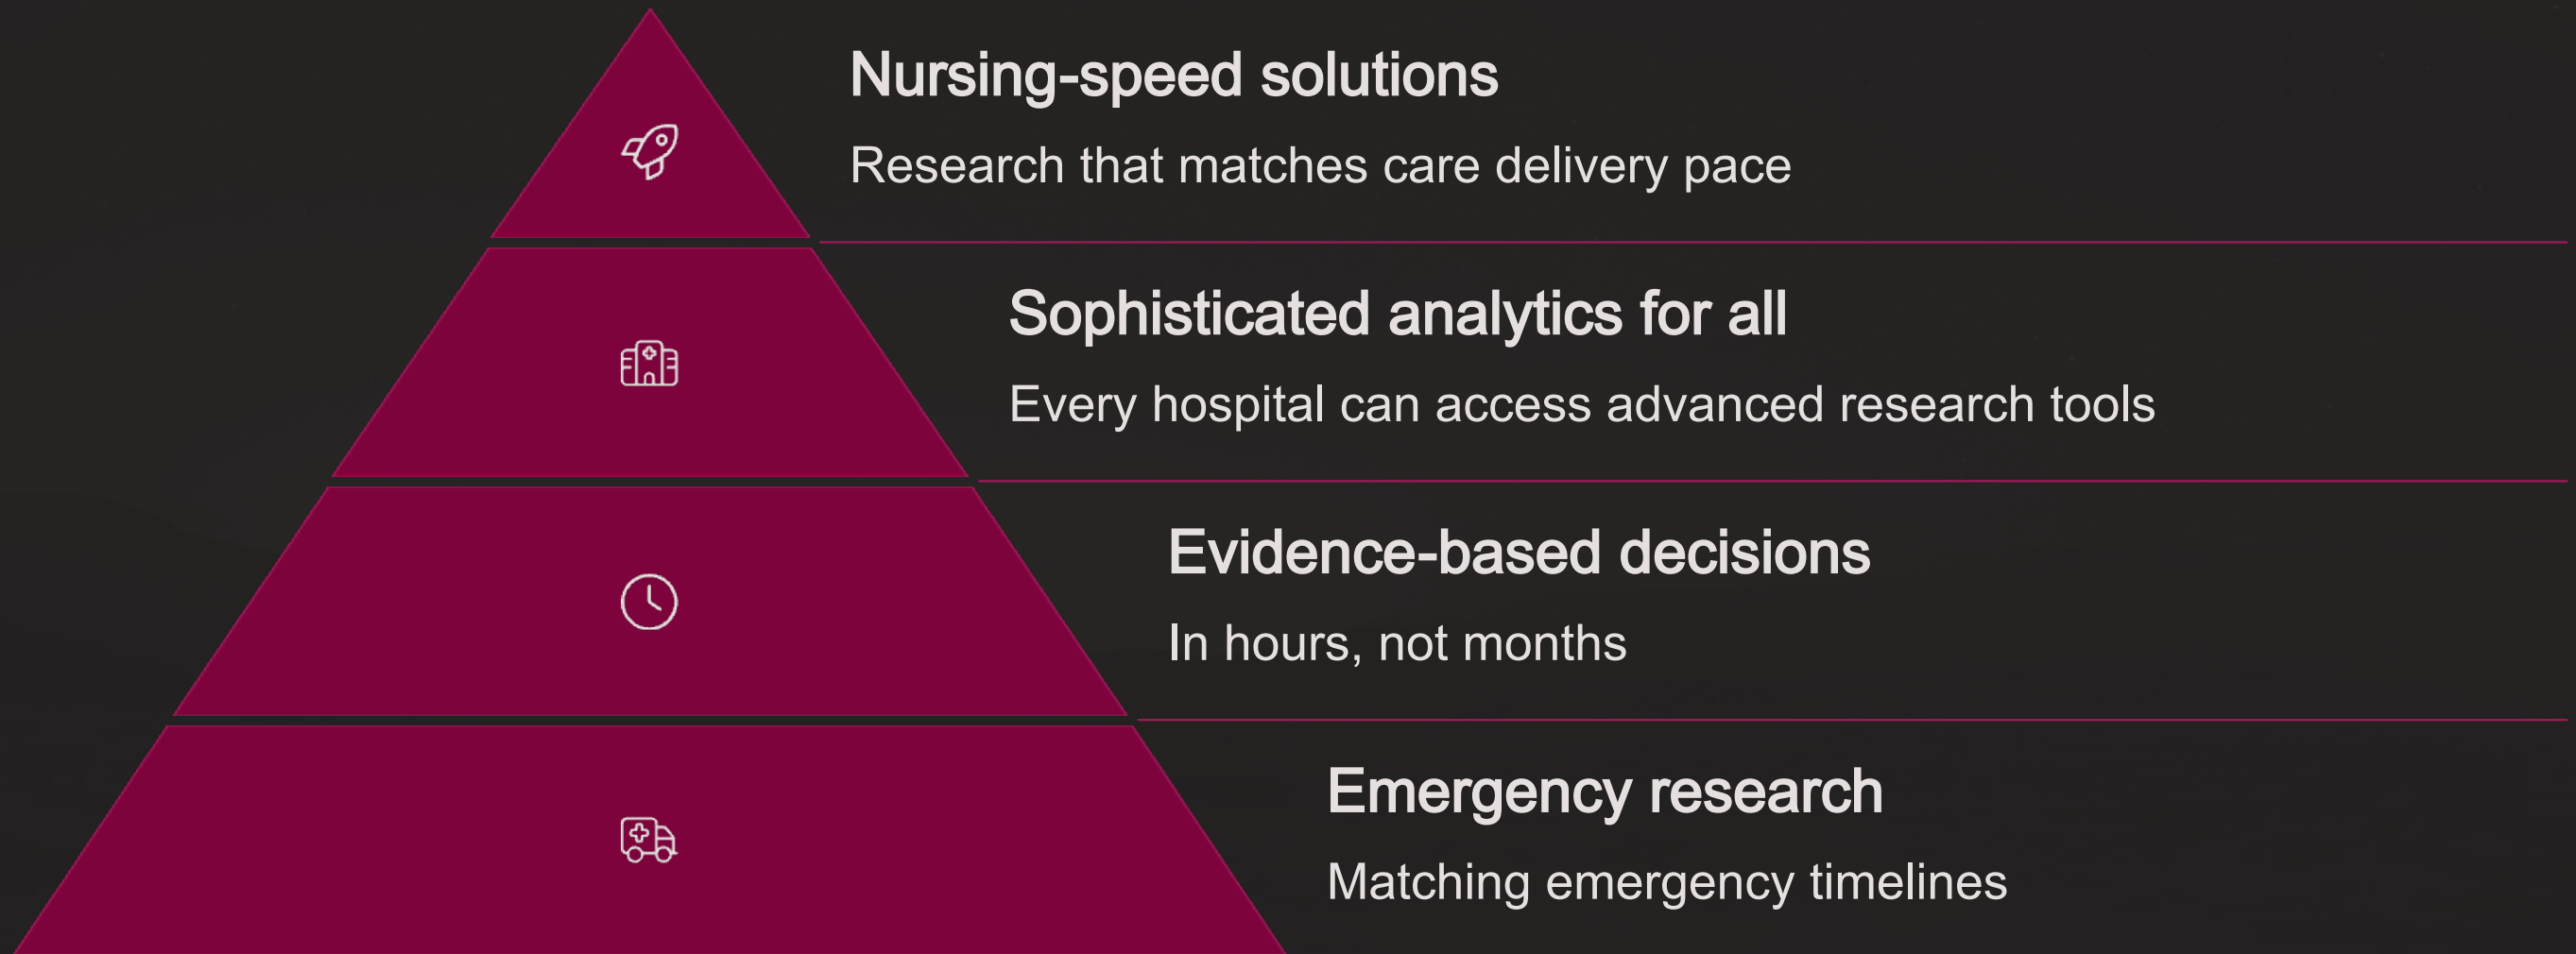 Nursing-speed solutions
Research that matches care delivery pace
Sophisticated analytics for all
Every hospital can access advanced research tools
Evidence-based decisions
In hours, not months
Emergency research
Matching emergency timelines